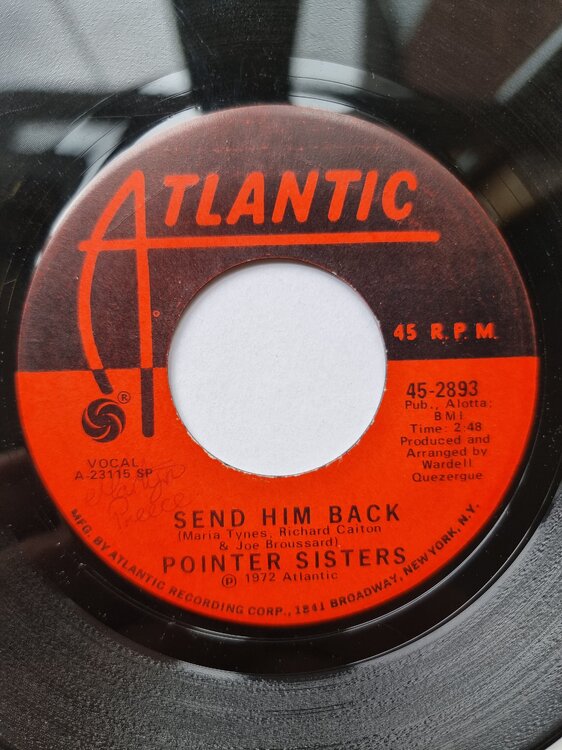 ATLANTIC
45 R.P.M.
45-2893
Pub., Alotta;
BMI
Time: 2:48
Produced and
Arranged by
Wardell
Quezergue
®
VOCAL
A-23115 SP
Preece
SEND HIM BACK
(Maria Tynes, Richard Caiton
& Joe Broussard)
POINTER SISTERS
℗ 1972 Atlantic
MFG. BY ATLANTIC RECORDING CORP., 1841 BROADWAY, NEW YORK, N.Y.